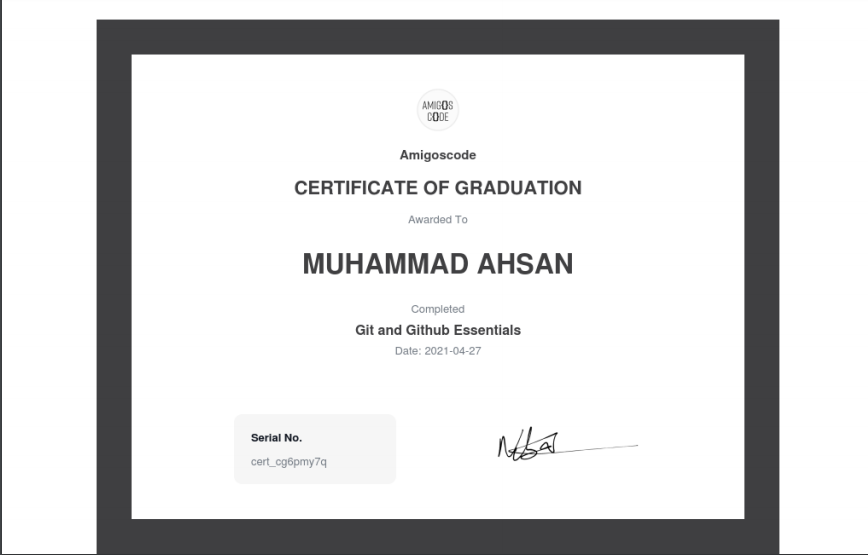 AMIGOS
CODE
Amigoscode
CERTIFICATE OF GRADUATION
Awarded To
MUHAMMAD AHSAN
Completed
Git and Github Essentials
Date: 2021-04-27
Serial No.
cert_cg6pmy7q